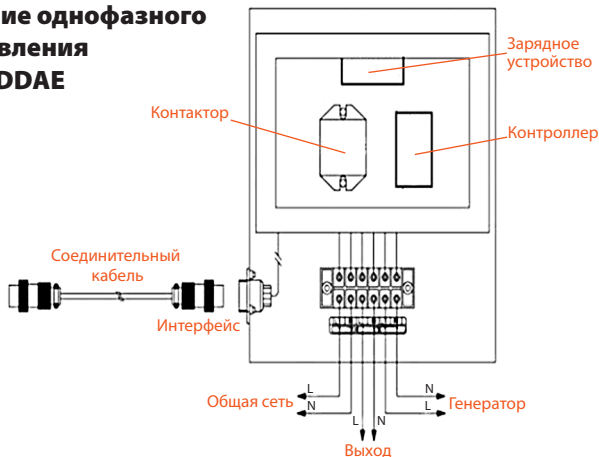 ие однофазного
вления
DDAE
Зарядное
устройство
Контактор
Контроллер
Соединительный
кабель
Интерфейс
L
N
Общая сеть
N
L
Генератор
L
N
Выход